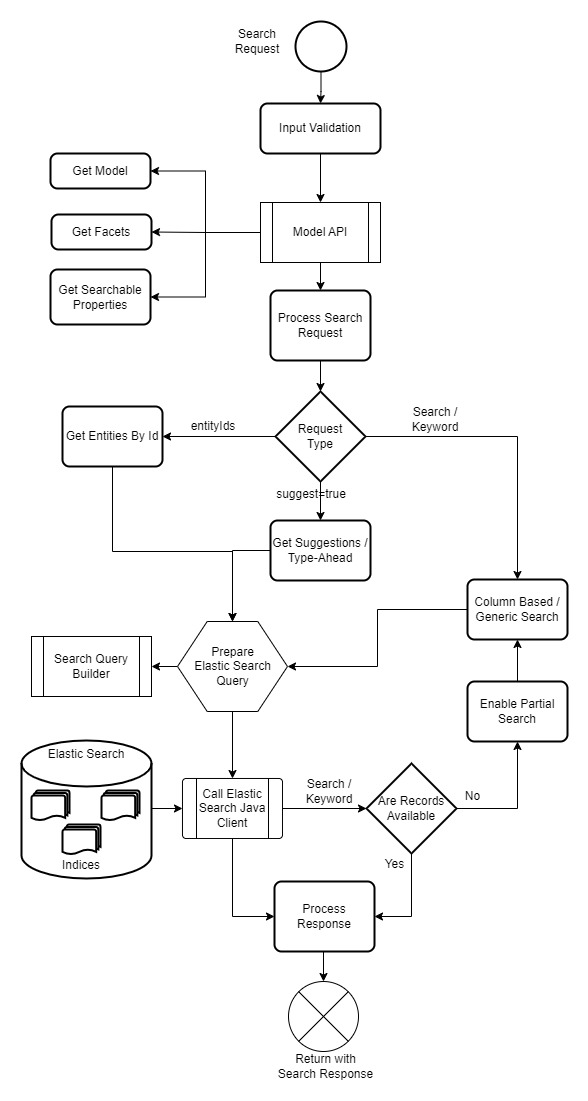 Search
Request
Input Validation
Get Model
Get Facets
Model API
Get Searchable
Properties
Process Search
Request
Get Entities By Id
entityIds
Request
Type
Search /
Keyword
suggest=true
Get Suggestions /
Type-Ahead
Column Based /
Generic Search
Prepare
Elastic Search
Query
Search Query
Builder
Enable Partial
Search
Elastic Search
Indices
Call Elastic
Search Java
Client
Search /
Keyword
Are Records
Available
No
Yes
Process
Response
Return with
Search Response